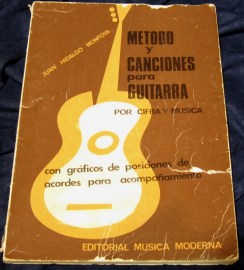 JUAN HIDALGO MONTOYA
METODO
y
CANCIONES
para
GUITARRA
POR CIFRA Y MUSICA
con gráficos de posiciones de
acordes para acompañamiento
EDITORIAL MUSICA MODERNA